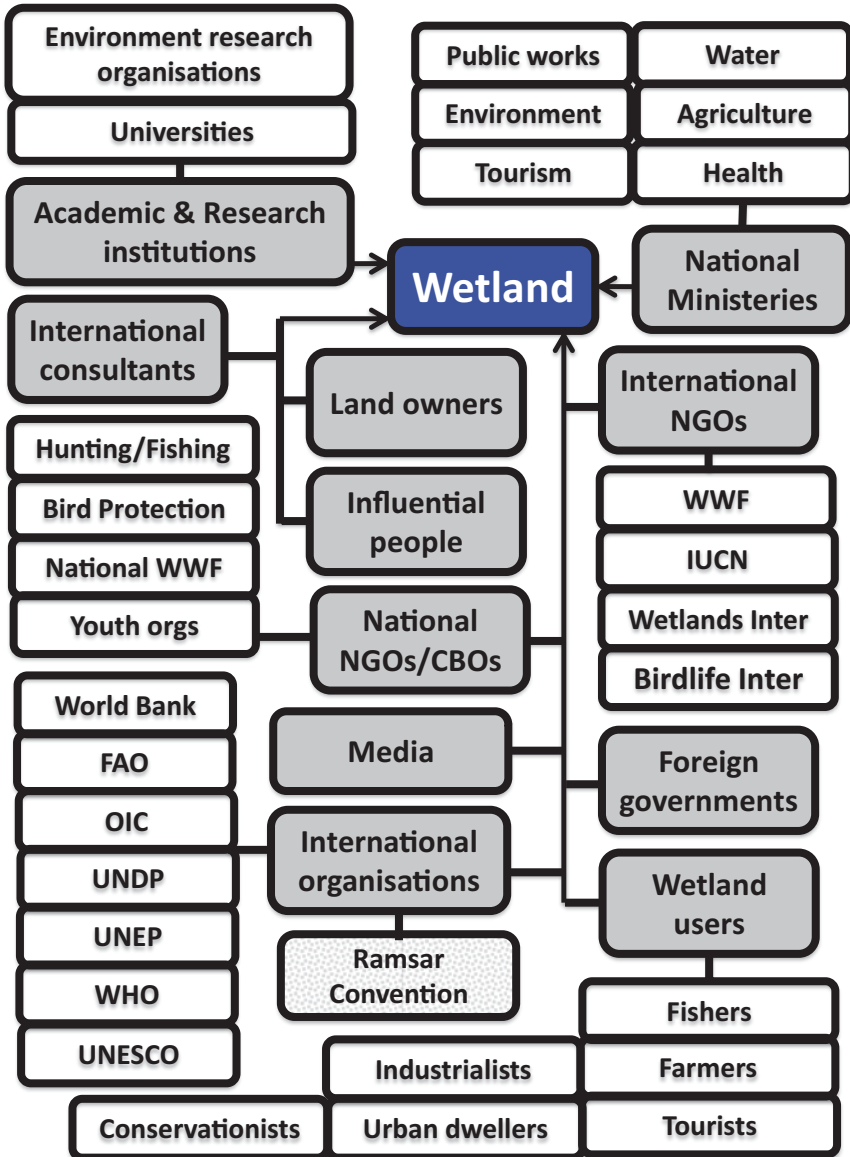 Environment research
organisations
Universities
Academic & Research
institutions
Public works
Water
Environment
Agriculture
Tourism
Health
National
Ministeries
Wetland
International
consultants
Land owners
Influential
people
International
NGOs
WWF
IUCN
Wetlands Inter
Birdlife Inter
Hunting/Fishing
Bird Protection
National WWF
Youth orgs
National
NGOs/CBOs
Media
Foreign
governments
World Bank
FAO
OIC
UNDP
UNEP
WHO
UNESCO
International
organisations
Ramsar
Convention
Wetland
users
Fishers
Industrialists
Farmers
Conservationists
Urban dwellers
Tourists